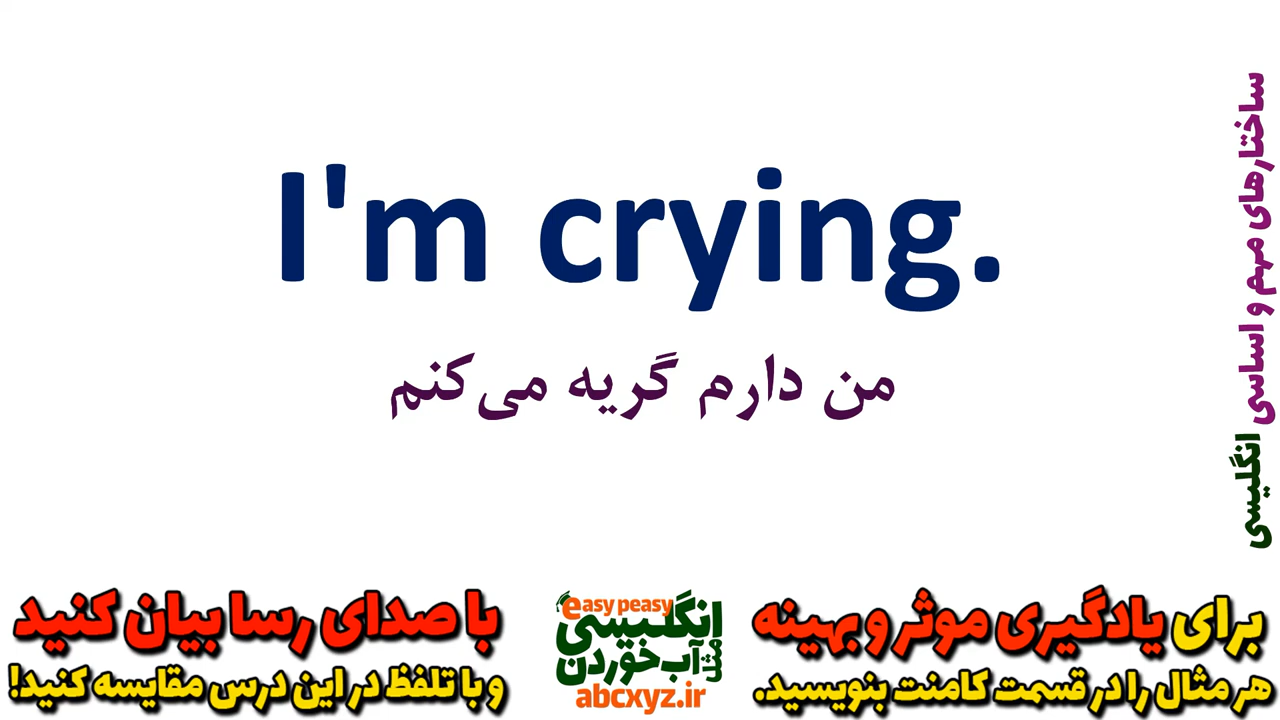 I'm crying.
من دارم گریه می‌کنم
ساختارهای مهم و اساسی انگلیسی
برای یادگیری موثر و بهینه
هر مثال را در قسمت کامنت بنویسید.
easy peasy
انگلیسی
مثل آب خوردن
abcxyz.ir
با صدای رسا بیان کنید
و با تلفظ در این درس مقایسه کنید!